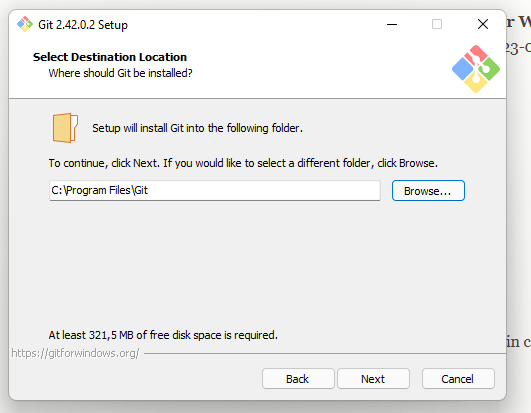 Git 2.42.0.2 Setup
Select Destination Location
Where should Git be installed?
Setup will install Git into the following folder.
To continue, click Next. If you would like to select a different folder, click Browse.
C:\Program Files\Git
Browse...
At least 321,5 MB of free disk space is required.
https://gitforwindows.org/
Back
Next
Cancel